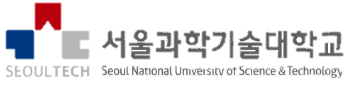 서울과학기술대학교
SEOULTECH Seoul National University of Science & Technology